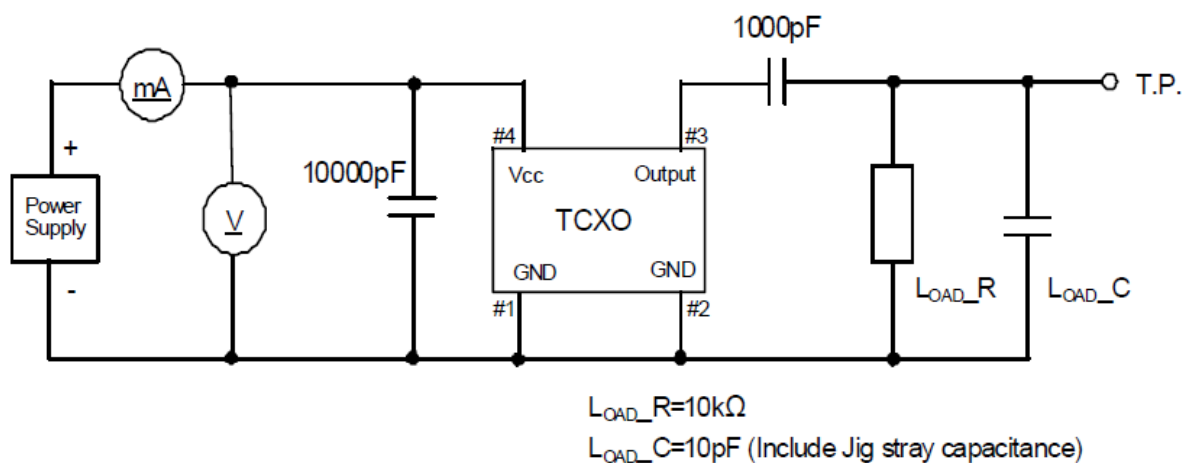 1000pF
mA
T.P.
#4
#3
+
10000pF
Vcc
Output
Power
Supply
V
TCXO
GND
GND
-
#1
#2
LOAD_R
LOAD_C
LOAD_R=10kΩ
LOAD_C=10pF (Include Jig stray capacitance)